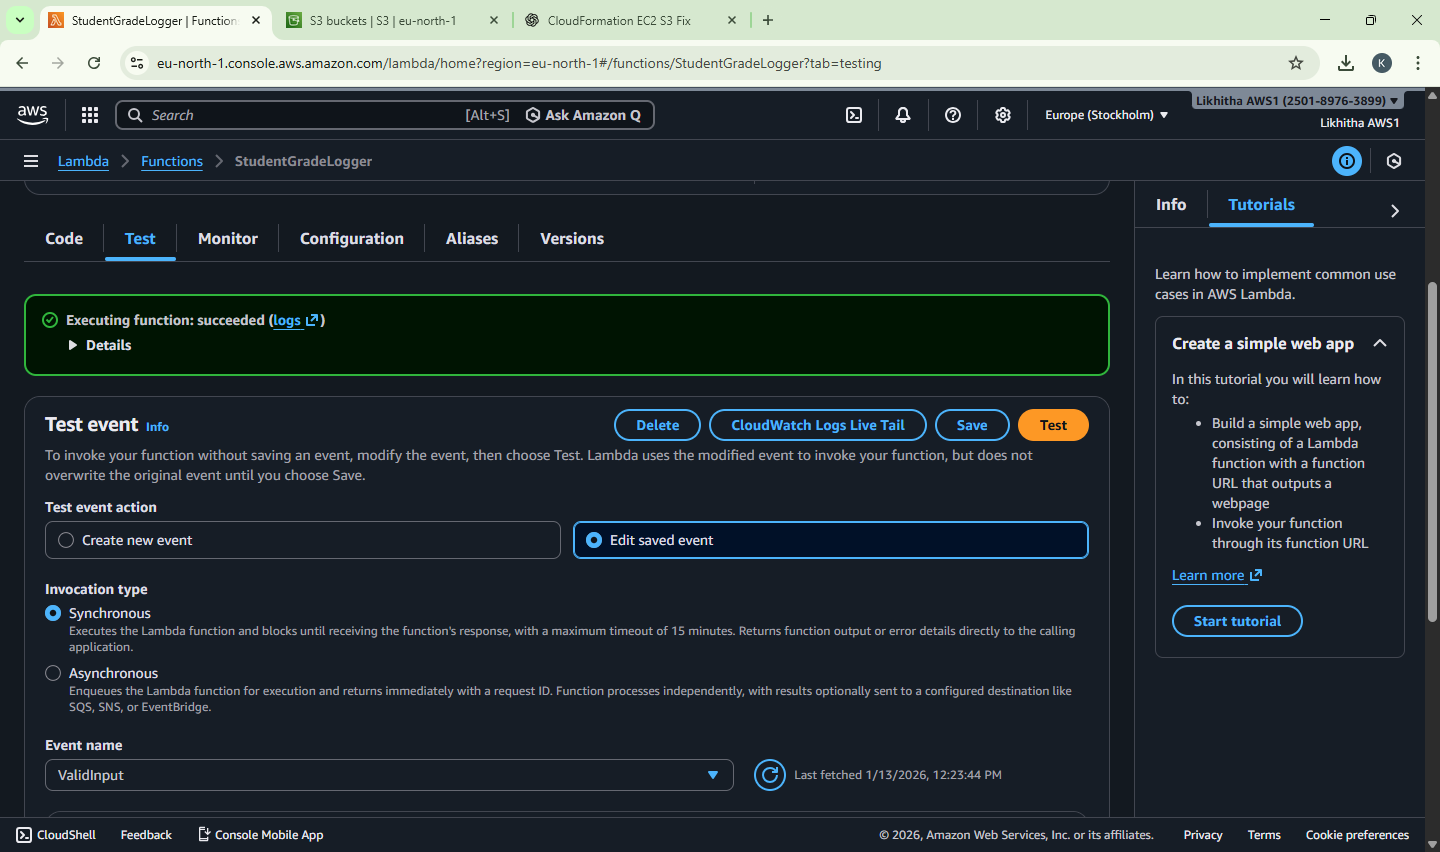 StudentGradeLogger | Function
S3 buckets | S3 | eu-north-1
CloudFormation EC2 S3 Fix
eu-north-1.console.aws.amazon.com/lambda/home?region=eu-north-1#/functions/StudentGradeLogger?tab=testing
K
aws
Search
[Alt+S]
Ask Amazon Q
Europe (Stockholm)
Likhitha AWS1 (2501-8976-3899)
Likhitha AWS1
Lambda
Functions
StudentGradeLogger
Code
Test
Monitor
Configuration
Aliases
Versions
Executing function: succeeded (logs)
Details
Test event Info
Delete
CloudWatch Logs Live Tail
Save
Test
To invoke your function without saving an event, modify the event, then choose Test. Lambda uses the modified event to invoke your function, but does not
overwrite the original event until you choose Save.
Test event action
Create new event
Edit saved event
Invocation type
Synchronous
Executes the Lambda function and blocks until receiving the function's response, with a maximum timeout of 15 minutes. Returns function output or error details directly to the calling
application.
Asynchronous
Enqueues the Lambda function for execution and returns immediately with a request ID. Function processes independently, with results optionally sent to a configured destination like
SQS, SNS, or EventBridge.
Event name
ValidInput
Last fetched 1/13/2026, 12:23:44 PM
Info
Tutorials
Learn how to implement common use
cases in AWS Lambda.
Create a simple web app
In this tutorial you will learn how
to:
• Build a simple web app,
consisting of a Lambda
function with a function
URL that outputs a
webpage
• Invoke your function
through its function URL
Learn more
Start tutorial
CloudShell
Feedback
Console Mobile App
© 2026, Amazon Web Services, Inc. or its affiliates.
Privacy
Terms
Cookie preferences